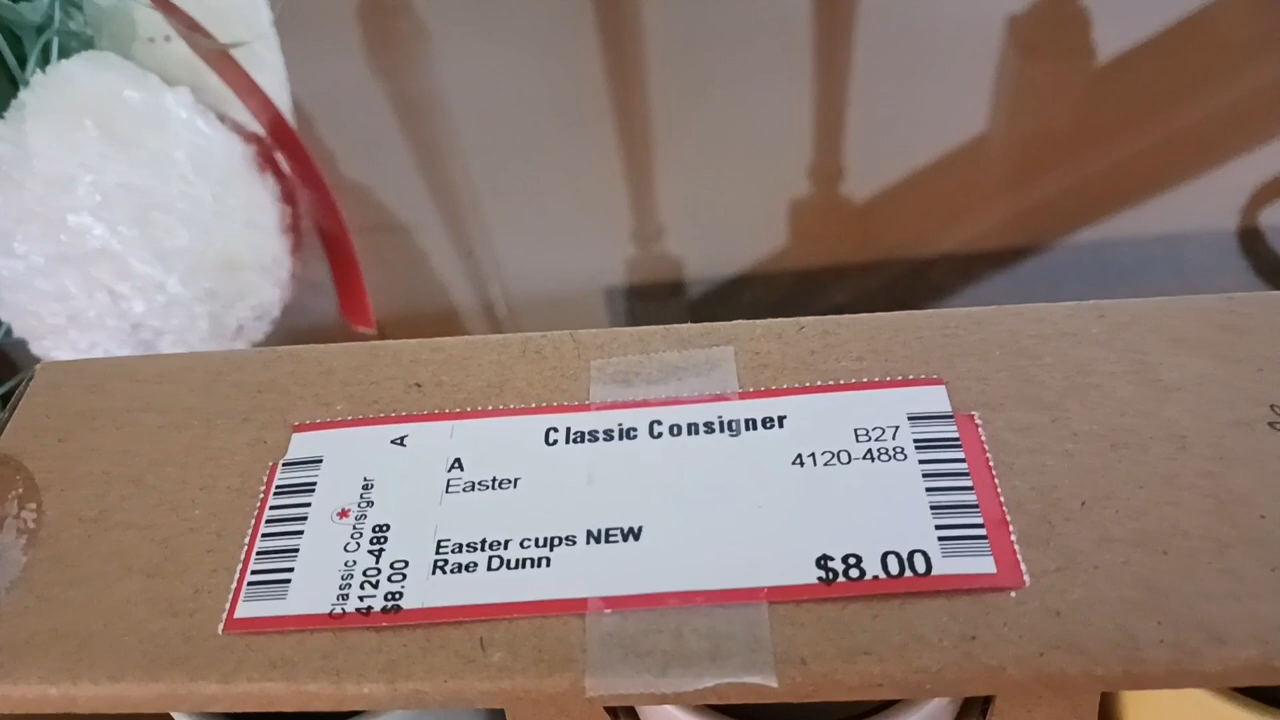 Classic Consigner
B27
4120-488
A
Easter
Easter cups NEW
Rae Dunn
$8.00
A
Classic Consigner
4120-488
$8.00
*